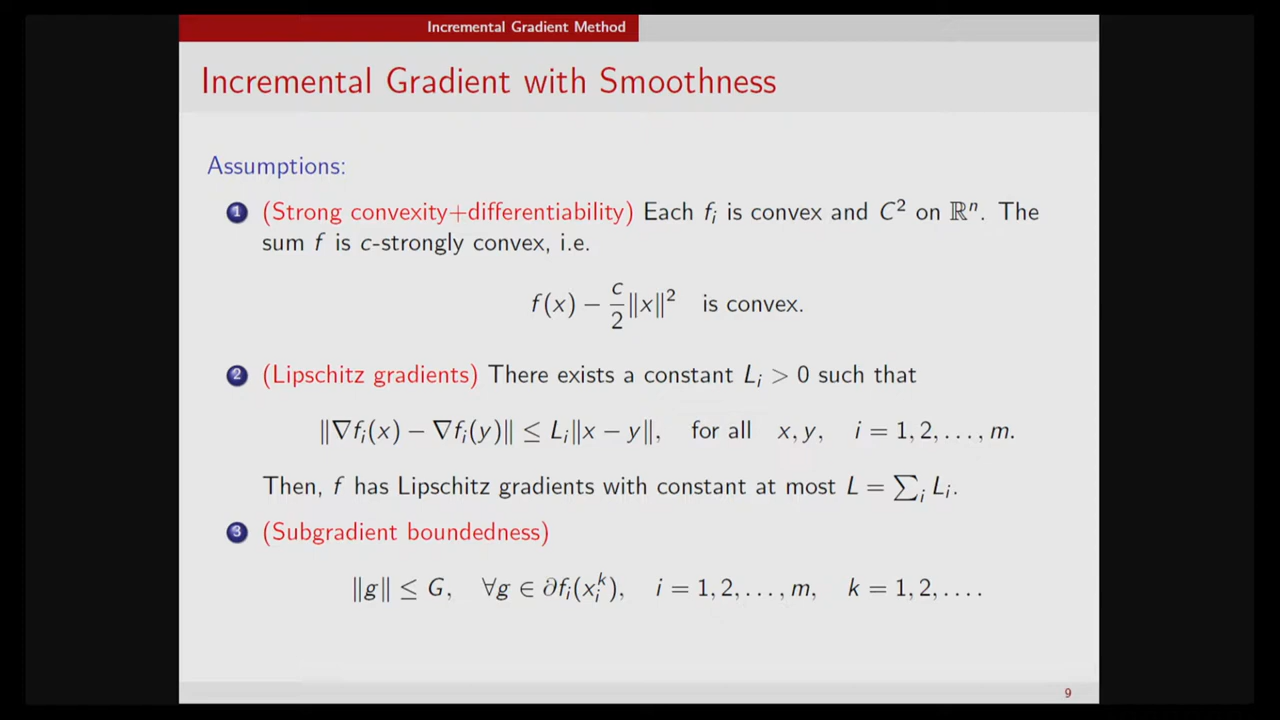 Incremental Gradient Method
Incremental Gradient with Smoothness
Assumptions:
1 (Strong convexity+differentiability) Each f_i is convex and C² on ℝⁿ. The
sum f is c-strongly convex, i.e.
f(x) − c/2 ‖x‖² is convex.
2 (Lipschitz gradients) There exists a constant L_i > 0 such that
‖∇f_i(x) − ∇f_i(y)‖ ≤ L_i‖x − y‖, for all x, y, i = 1, 2, . . . , m.
Then, f has Lipschitz gradients with constant at most L = ∑_i L_i.
3 (Subgradient boundedness)
‖g‖ ≤ G, ∀g ∈ ∂f_i(x_i^k), i = 1, 2, . . . , m, k = 1, 2, . . . .
9